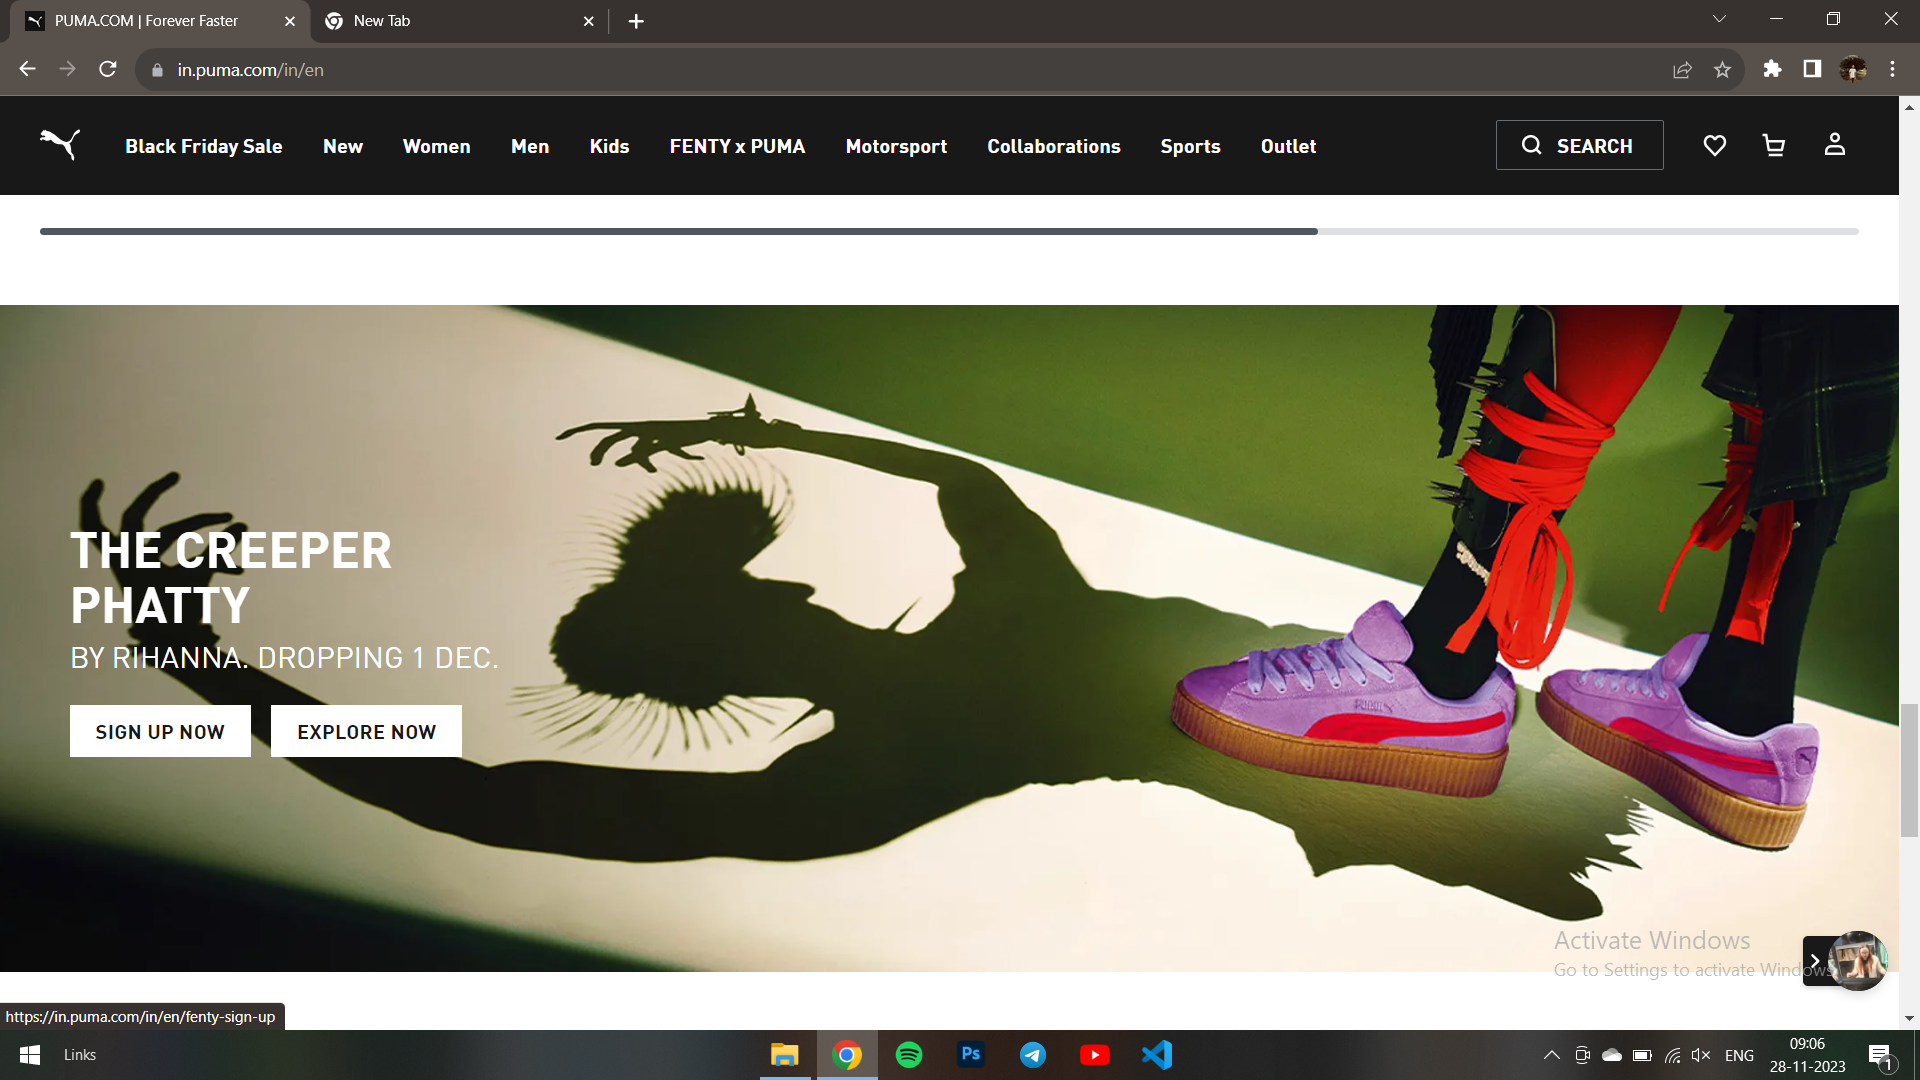 PUMA.COM | Forever Faster
New Tab
in.puma.com/in/en
Black Friday Sale
New
Women
Men
Kids
FENTY x PUMA
Motorsport
Collaborations
Sports
Outlet
SEARCH
THE CREEPER
PHATTY
BY RIHANNA. DROPPING 1 DEC.
SIGN UP NOW
EXPLORE NOW
Activate Windows
Go to Settings to activate Windows
https://in.puma.com/in/en/fenty-sign-up
Links
Ps
ENG
09:06
28-11-2023
1